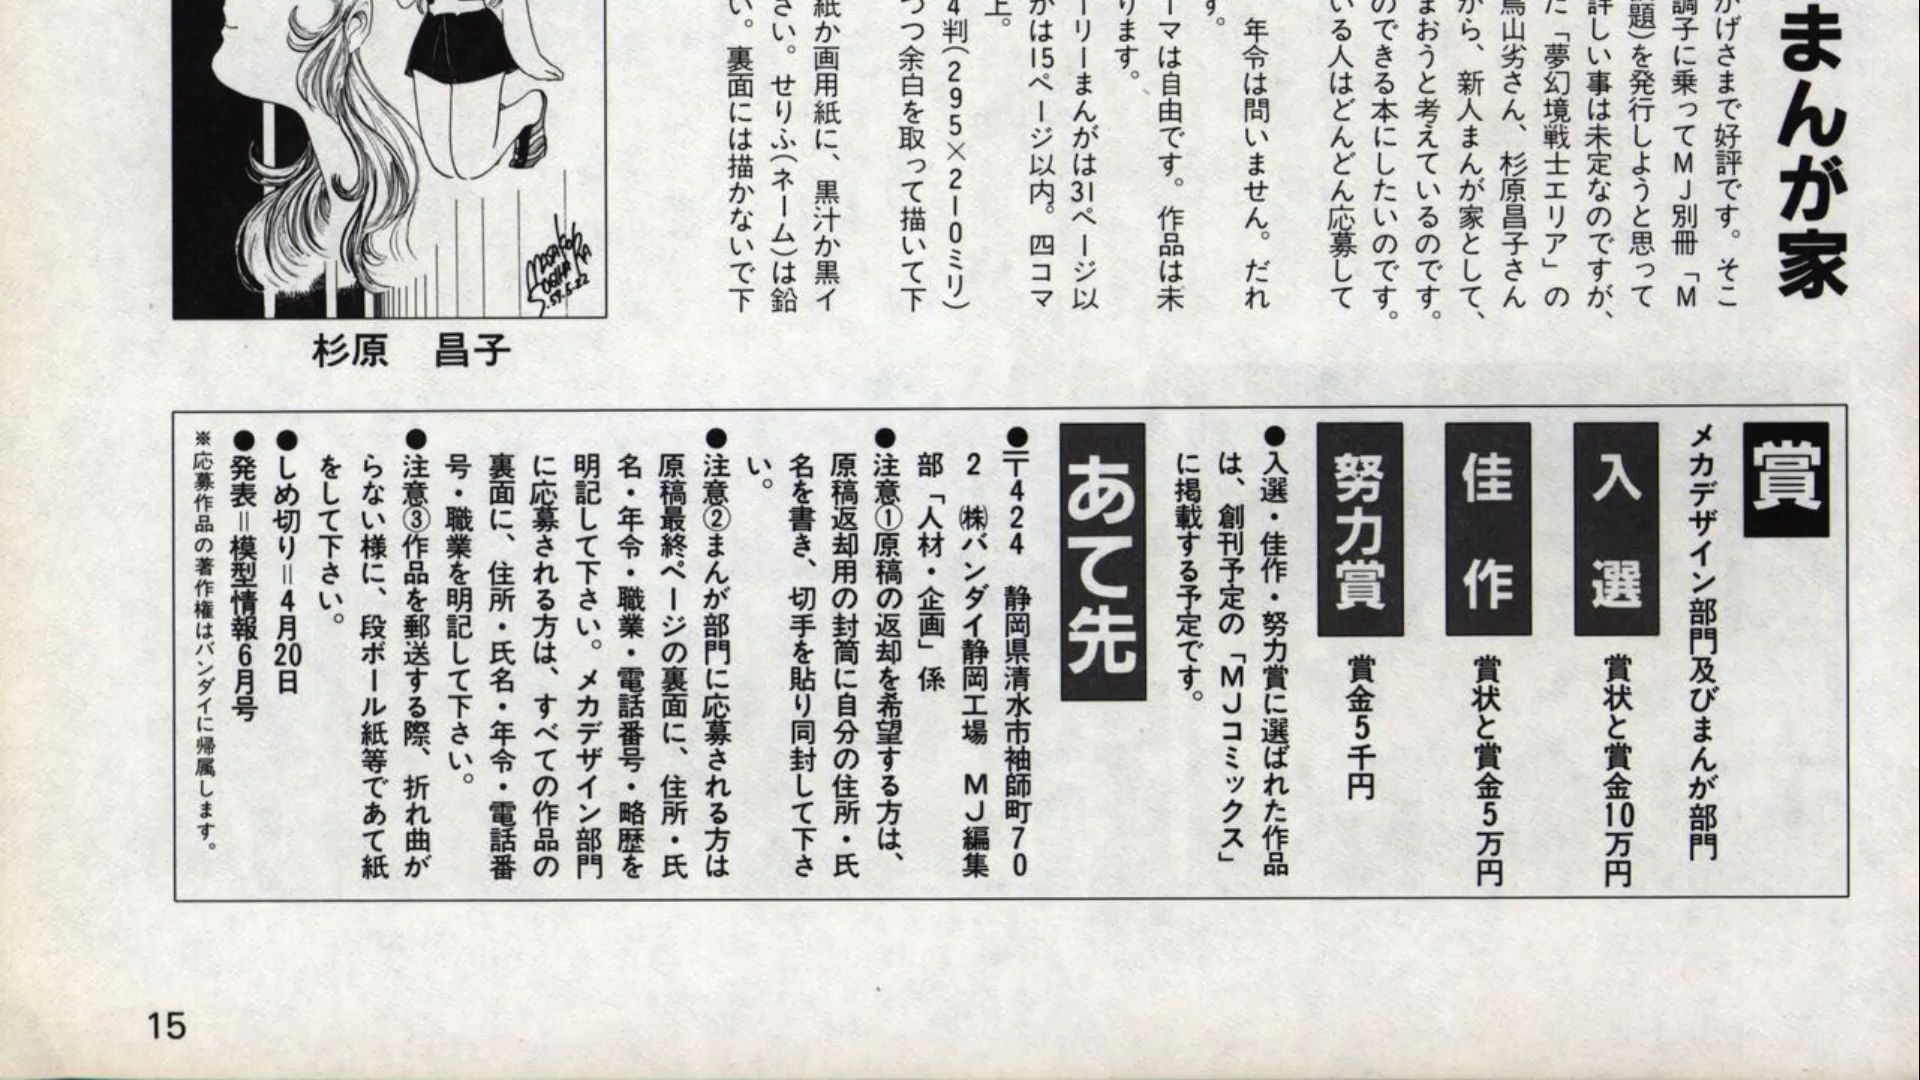 まんが家
かげさまで好評です。そこ
調子に乗ってMJ別冊「M
題)を発行しようと思って
詳しい事は未定なのですが、
た「夢幻境戦士エリア」の
鳥山劣さん、杉原昌子さん
から、新人まんが家として、
まおうと考えているのです。
のできる本にしたいのです。
いる人はどんどん応募して
年令は問いません。だれ
す。
ーマは自由です。作品は未
ります。
ーリーまんがは31ページ以
かは15ページ以内。四コマ
上。
4判(295×210ミリ)
つつ余白を取って描いて下
紙か画用紙に、黒汁か黒イ
さい。せりふ(ネーム)は鉛
い。裏面には描かないで下
MASAKO
SUGIHARA
S.57.5.22
杉原 昌子
賞
メカデザイン部門及びまんが部門
入選 賞状と賞金10万円
佳作 賞状と賞金5万円
努力賞 賞金5千円
●入選・佳作・努力賞に選ばれた作品
は、創刊予定の「MJコミックス」
に掲載する予定です。
あて先
●〒424 静岡県清水市袖師町70
2 ㈱バンダイ静岡工場 MJ編集
部「人材・企画」係
●注意①原稿の返却を希望する方は、
原稿返却用の封筒に自分の住所・氏
名を書き、切手を貼り同封して下さ
い。
●注意②まんが部門に応募される方は
原稿最終ページの裏面に、住所・氏
名・年令・職業・電話番号・略歴を
明記して下さい。メカデザイン部門
に応募される方は、すべての作品の
裏面に、住所・氏名・年令・電話番
号・職業を明記して下さい。
●注意③作品を郵送する際、折れ曲が
らない様に、段ボール紙等であて紙
をして下さい。
●しめ切り＝4月20日
●発表＝模型情報6月号
※応募作品の著作権はバンダイに帰属します。
15